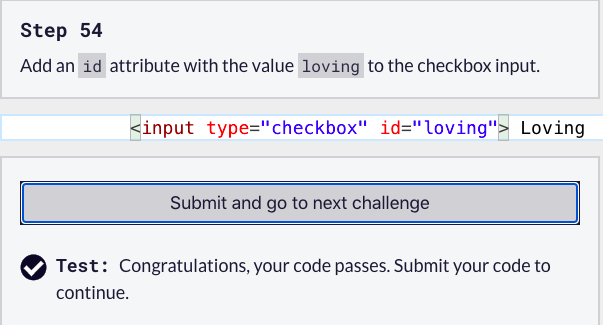 Step 54
Add an id attribute with the value loving to the checkbox input.
<input type="checkbox" id="loving"> Loving
Submit and go to next challenge
Test: Congratulations, your code passes. Submit your code to
continue.